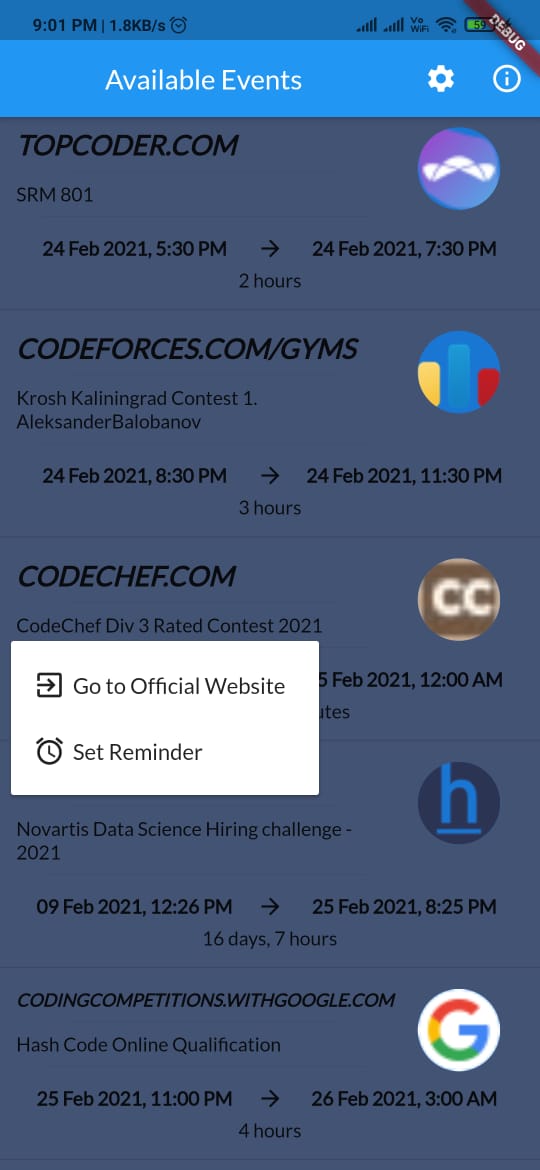 9:01 PM | 1.8KB/s
Vo
WiFi
59
DEBUG
Available Events
TOPCODER.COM
SRM 801
24 Feb 2021, 5:30 PM → 24 Feb 2021, 7:30 PM
2 hours
CODEFORCES.COM/GYMS
Krosh Kaliningrad Contest 1.
AleksanderBalobanov
24 Feb 2021, 8:30 PM → 24 Feb 2021, 11:30 PM
3 hours
CODECHEF.COM
CC
CodeChef Div 3 Rated Contest 2021
5 Feb 2021, 12:00 AM
utes
Go to Official Website
Set Reminder
h
Novartis Data Science Hiring challenge -
2021
09 Feb 2021, 12:26 PM → 25 Feb 2021, 8:25 PM
16 days, 7 hours
CODINGCOMPETITIONS.WITHGOOGLE.COM
G
Hash Code Online Qualification
25 Feb 2021, 11:00 PM → 26 Feb 2021, 3:00 AM
4 hours